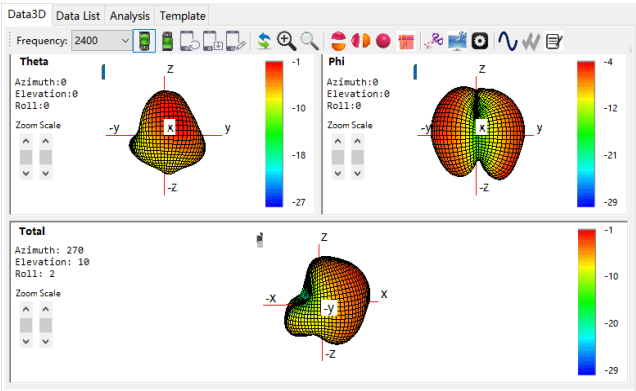 Data3D Data List Analysis Template
Frequency: 2400
Theta
Azimuth:0
Elevation:0
Roll:0
Zoom Scale
Z
-y
x
y
-Z
-1
-10
-18
-27
Phi
Azimuth:0
Elevation:0
Roll:0
Zoom Scale
Z
-y
x
y
-Z
-4
-12
-21
-29
Total
Azimuth: 270
Elevation: 10
Roll: 2
Zoom Scale
Z
-X
-y
X
-Z
-1
-10
-20
-29